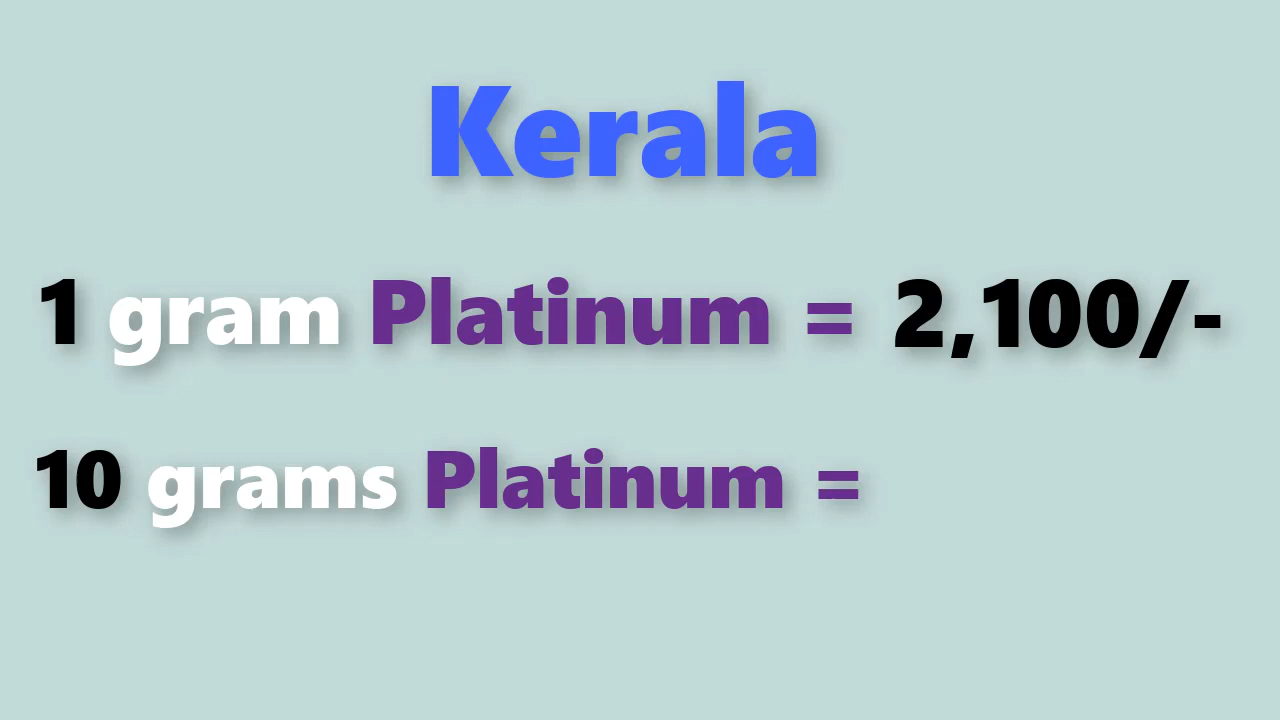 Kerala
1 gram Platinum = 2,100/-
10 grams Platinum =